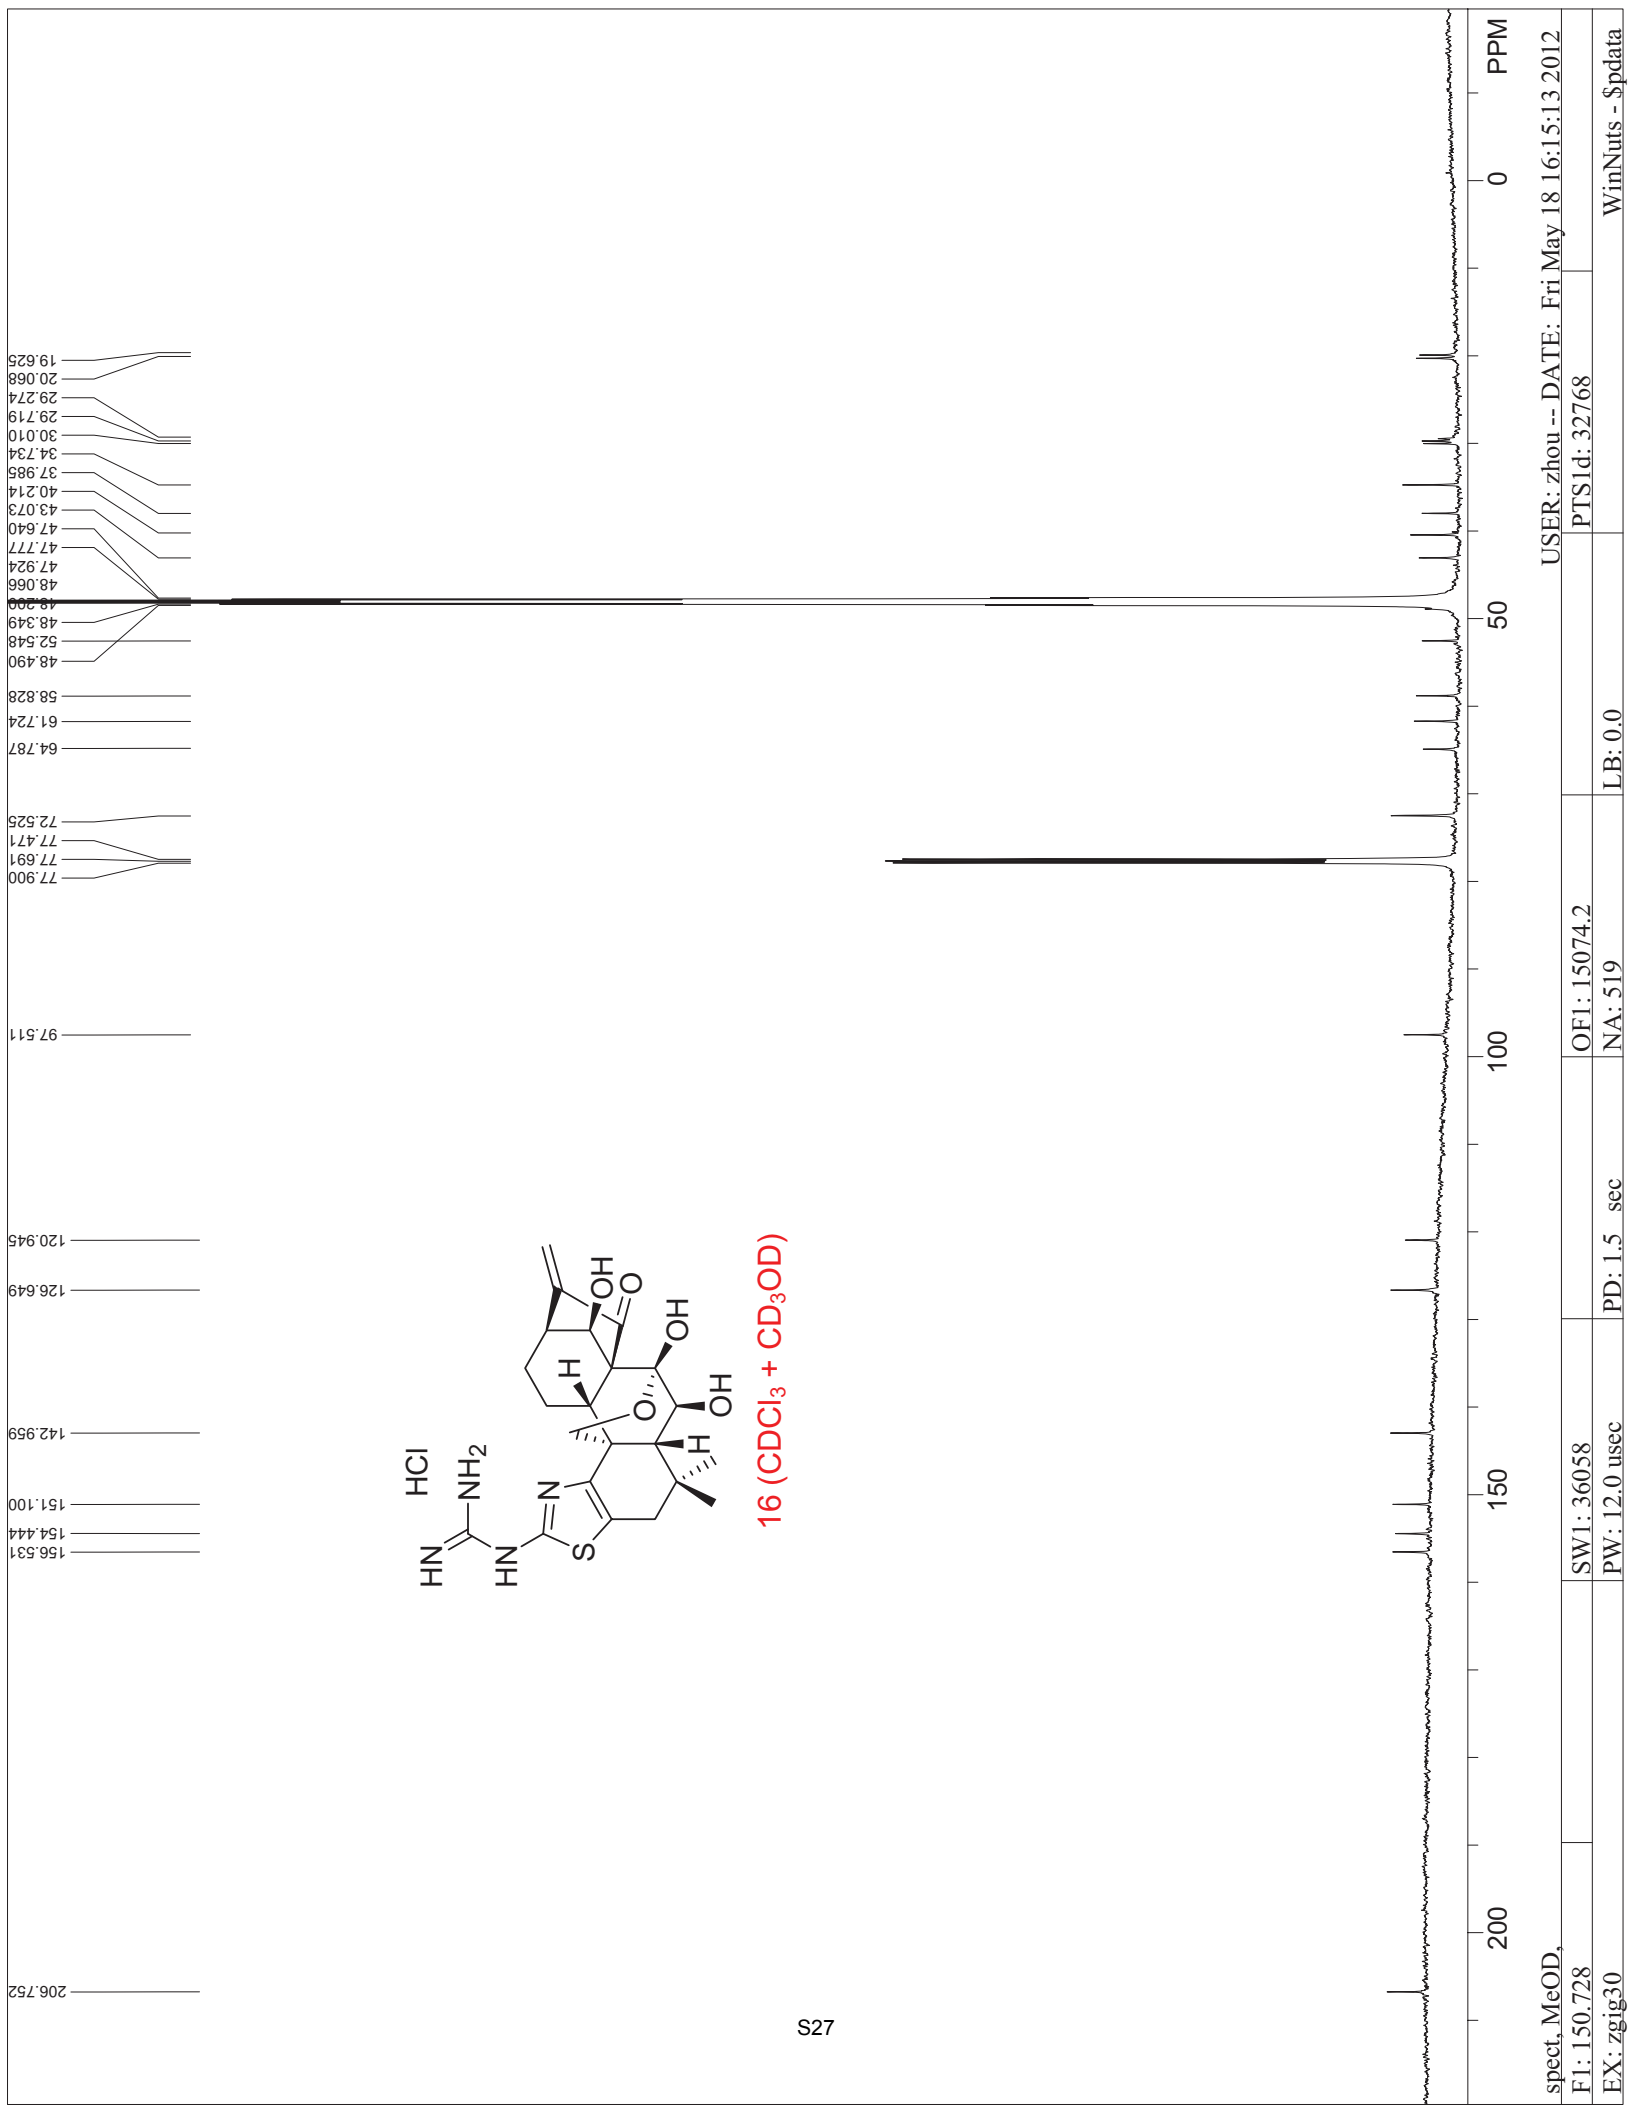 206.752
156.531
154.444
151.100
142.959
126.649
120.945
97.511
77.900
77.691
77.471
72.525
64.787
61.724
58.828
48.490
52.548
48.349
48.200
48.066
47.924
47.777
47.640
43.073
40.214
37.985
34.734
30.010
29.719
29.274
20.068
19.625
HCl
HN
NH2
HN
N
S
H
O
H
OH
O
OH
OH
16 (CDCl3 + CD3OD)
200 150 100 50 0 PPM
spect, MeOD, USER: zhou -- DATE: Fri May 18 16:15:13 2012
F1: 150.728 SW1: 36058 OF1: 15074.2 PTS1d: 32768
EX: zgig30 PW: 12.0 usec PD: 1.5 sec NA: 519 LB: 0.0 WinNuts - $pdata
S27